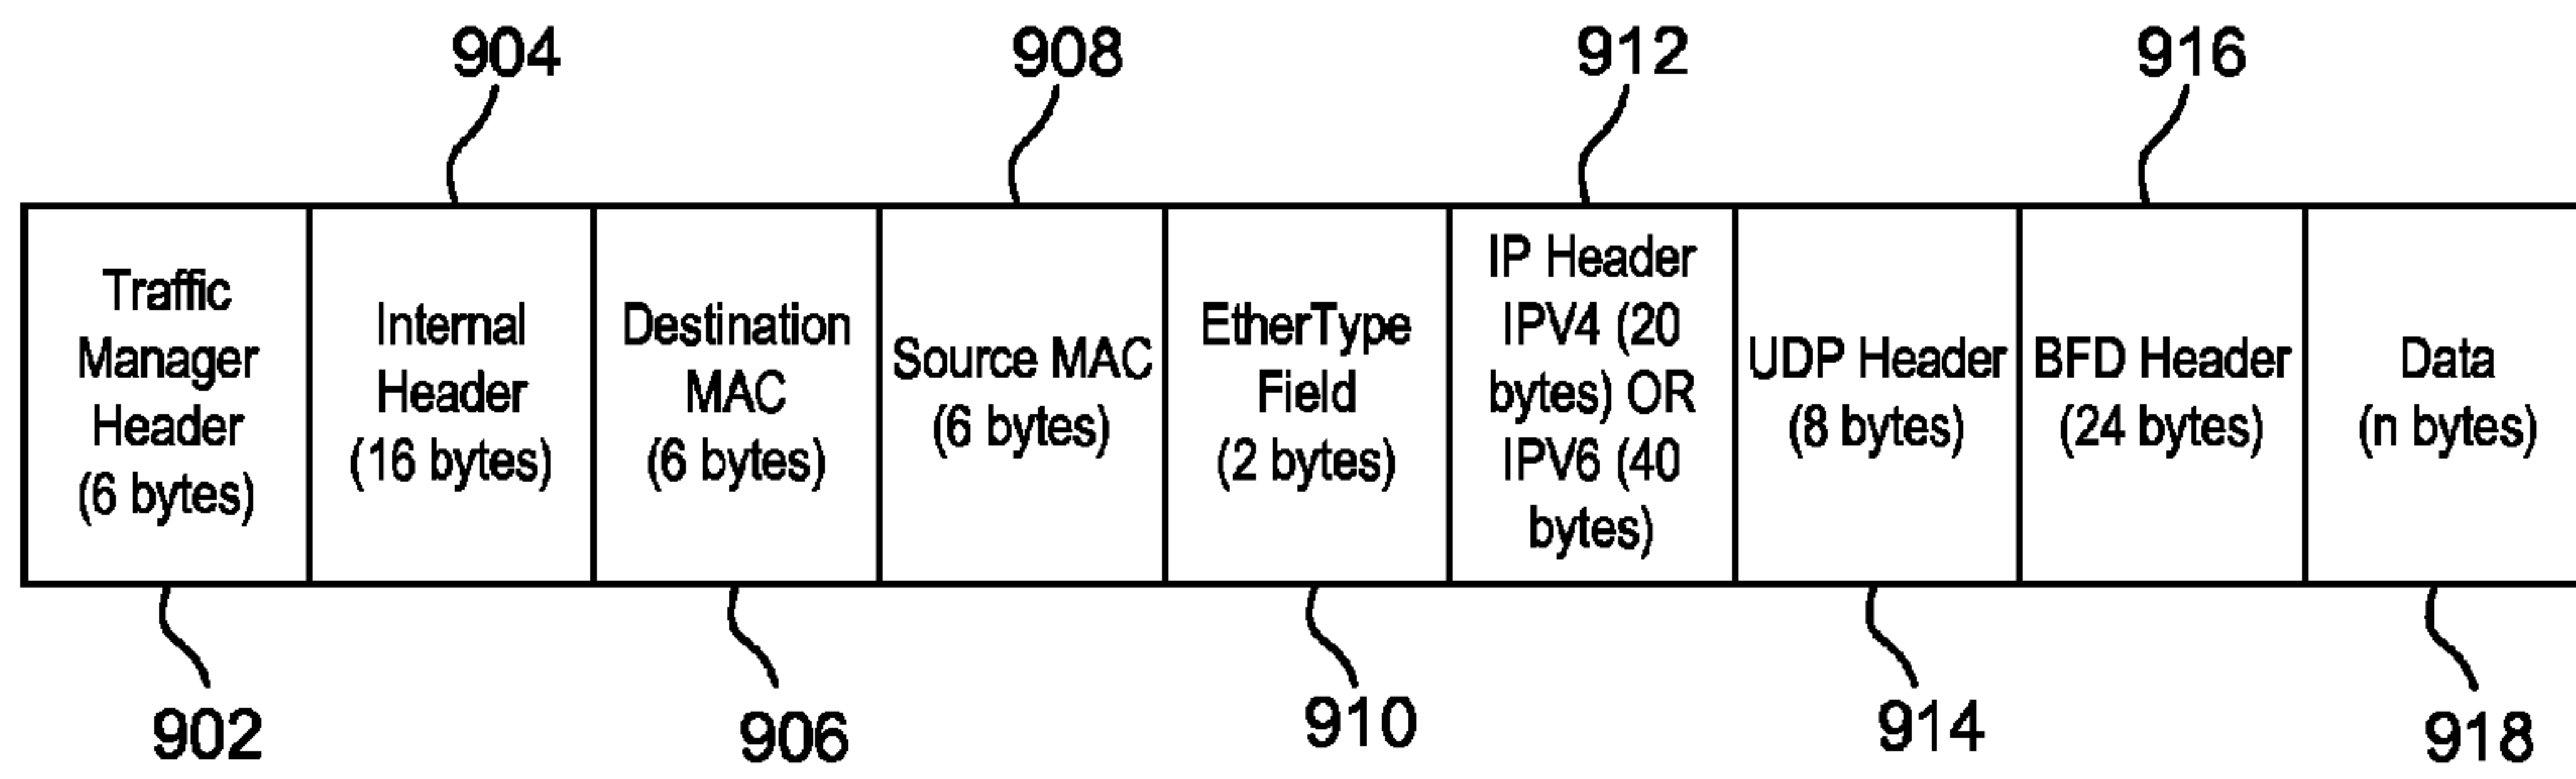 904
908
912
916
Traffic
Manager
Header
(6 bytes)
Internal
Header
(16 bytes)
Destination
MAC
(6 bytes)
Source MAC
(6 bytes)
EtherType
Field
(2 bytes)
IP Header
IPV4 (20
bytes) OR
IPV6 (40
bytes)
UDP Header
(8 bytes)
BFD Header
(24 bytes)
Data
(n bytes)
902
906
910
914
918